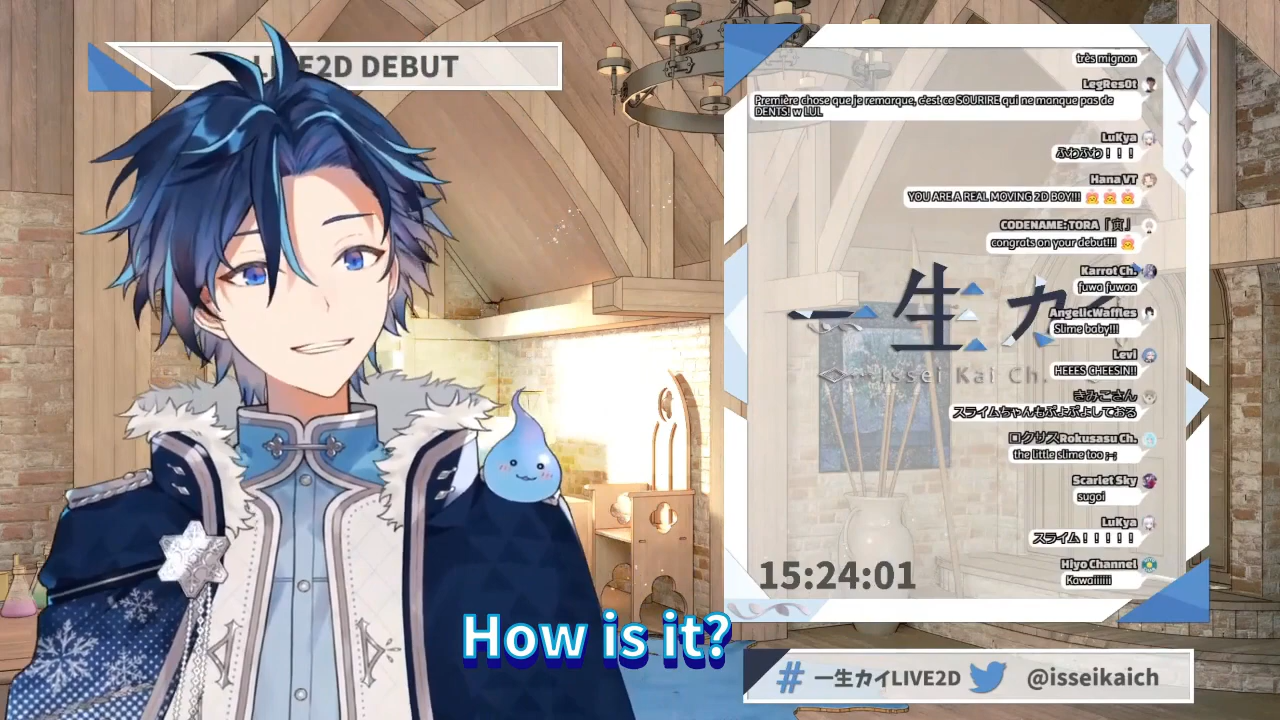 LIVE2D DEBUT
très mignon
LegRes0t
Première chose que je remarque, c'est ce SOURIRE qui ne manque pas de
DENTS! w LUL
LuKya
ふわふわ！！！
Hana VT
YOU ARE A REAL MOVING 2D BOY!!!
CODENAME: TORA「寅」
congrats on your debut!!!
Karrot Ch.
fuwa fuwaa
AngelicWaffles
Slime baby!!!
Levi
HEEES CHEESIN!!
きみこさん
スライムちゃんもぷよぷよしておる
ロクサスRokusasu Ch.
the little slime too ;-;
Scarlet Sky
sugoi
LuKya
スライム！！！！！
Hiyo Channel
Kawaiiiiii
一生カイ
Issei Kai Ch.
15:24:01
How is it?
# 一生カイLIVE2D @isseikaich